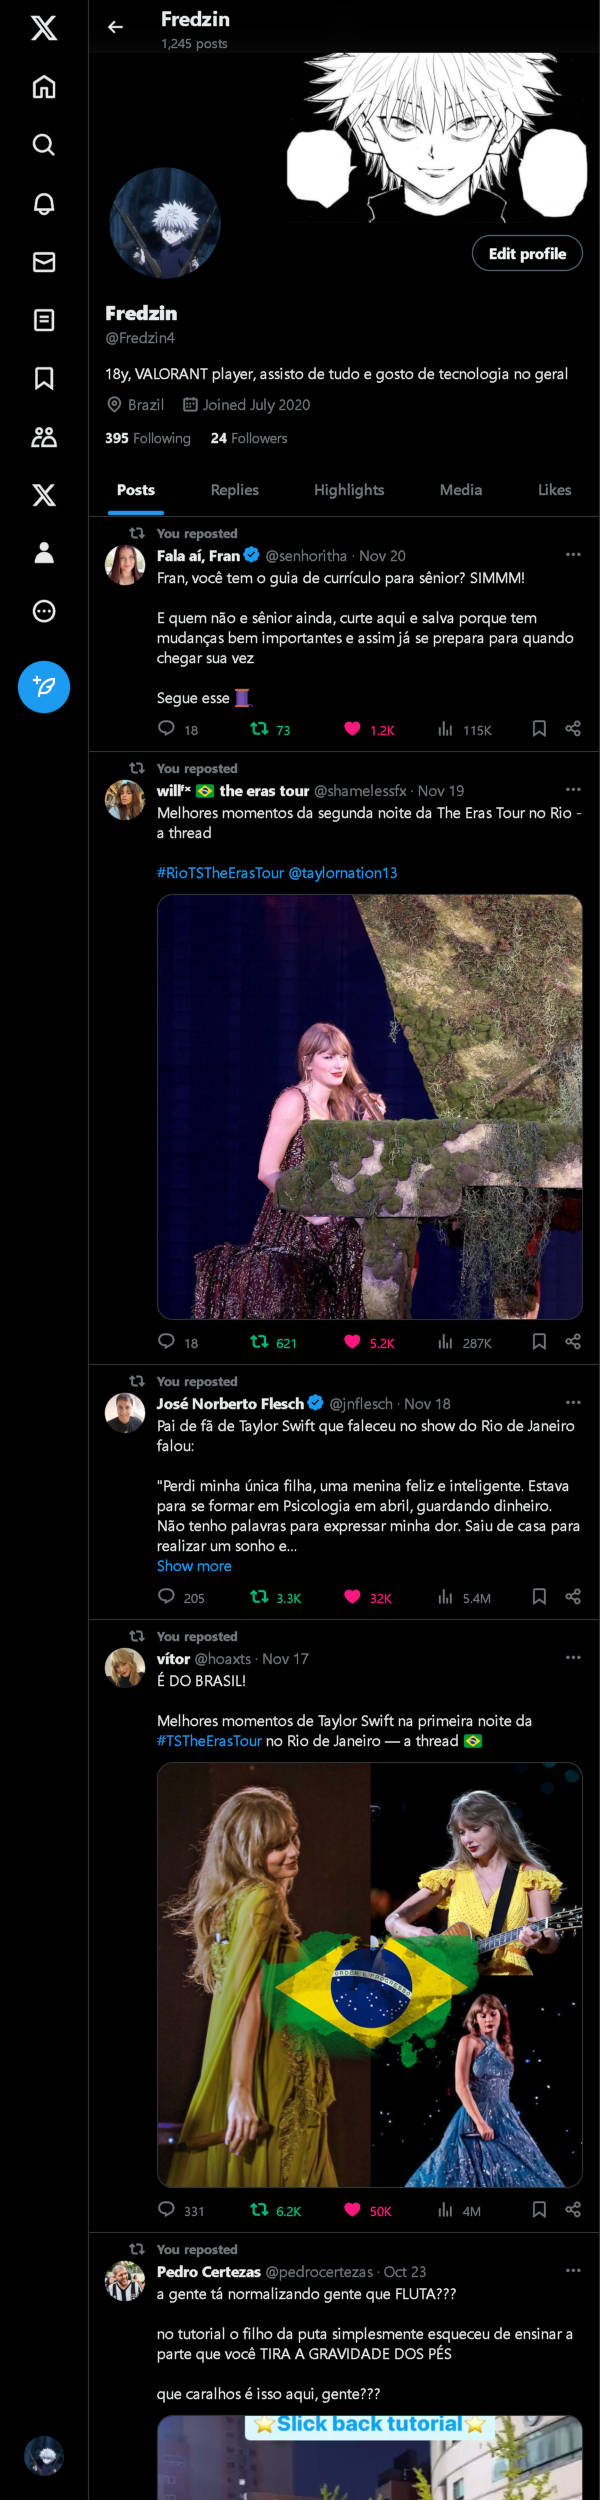 Fredzin
1,245 posts
Edit profile
Fredzin
@Fredzin4
18y, VALORANT player, assisto de tudo e gosto de tecnologia no geral
Brazil Joined July 2020
395 Following 24 Followers
Posts Replies Highlights Media Likes
You reposted
Fala aí, Fran @senhoritha · Nov 20
Fran, você tem o guia de currículo para sênior? SIMMM!
E quem não e sênior ainda, curte aqui e salva porque tem
mudanças bem importantes e assim já se prepara para quando
chegar sua vez
Segue esse 🧵
18 73 1.2K 115K
You reposted
willᶠˣ 🇧🇷 the eras tour @shamelessfx · Nov 19
Melhores momentos da segunda noite da The Eras Tour no Rio -
a thread
#RioTSTheErasTour @taylornation13
18 621 5.2K 287K
You reposted
José Norberto Flesch @jnflesch · Nov 18
Pai de fã de Taylor Swift que faleceu no show do Rio de Janeiro
falou:
"Perdi minha única filha, uma menina feliz e inteligente. Estava
para se formar em Psicologia em abril, guardando dinheiro.
Não tenho palavras para expressar minha dor. Saiu de casa para
realizar um sonho e...
Show more
205 3.3K 32K 5.4M
You reposted
vítor @hoaxts · Nov 17
É DO BRASIL!
Melhores momentos de Taylor Swift na primeira noite da
#TSTheErasTour no Rio de Janeiro — a thread 🇧🇷
331 6.2K 50K 4M
You reposted
Pedro Certezas @pedrocertezas · Oct 23
a gente tá normalizando gente que FLUTA???
no tutorial o filho da puta simplesmente esqueceu de ensinar a
parte que você TIRA A GRAVIDADE DOS PÉS
que caralhos é isso aqui, gente???
⭐Slick back tutorial⭐